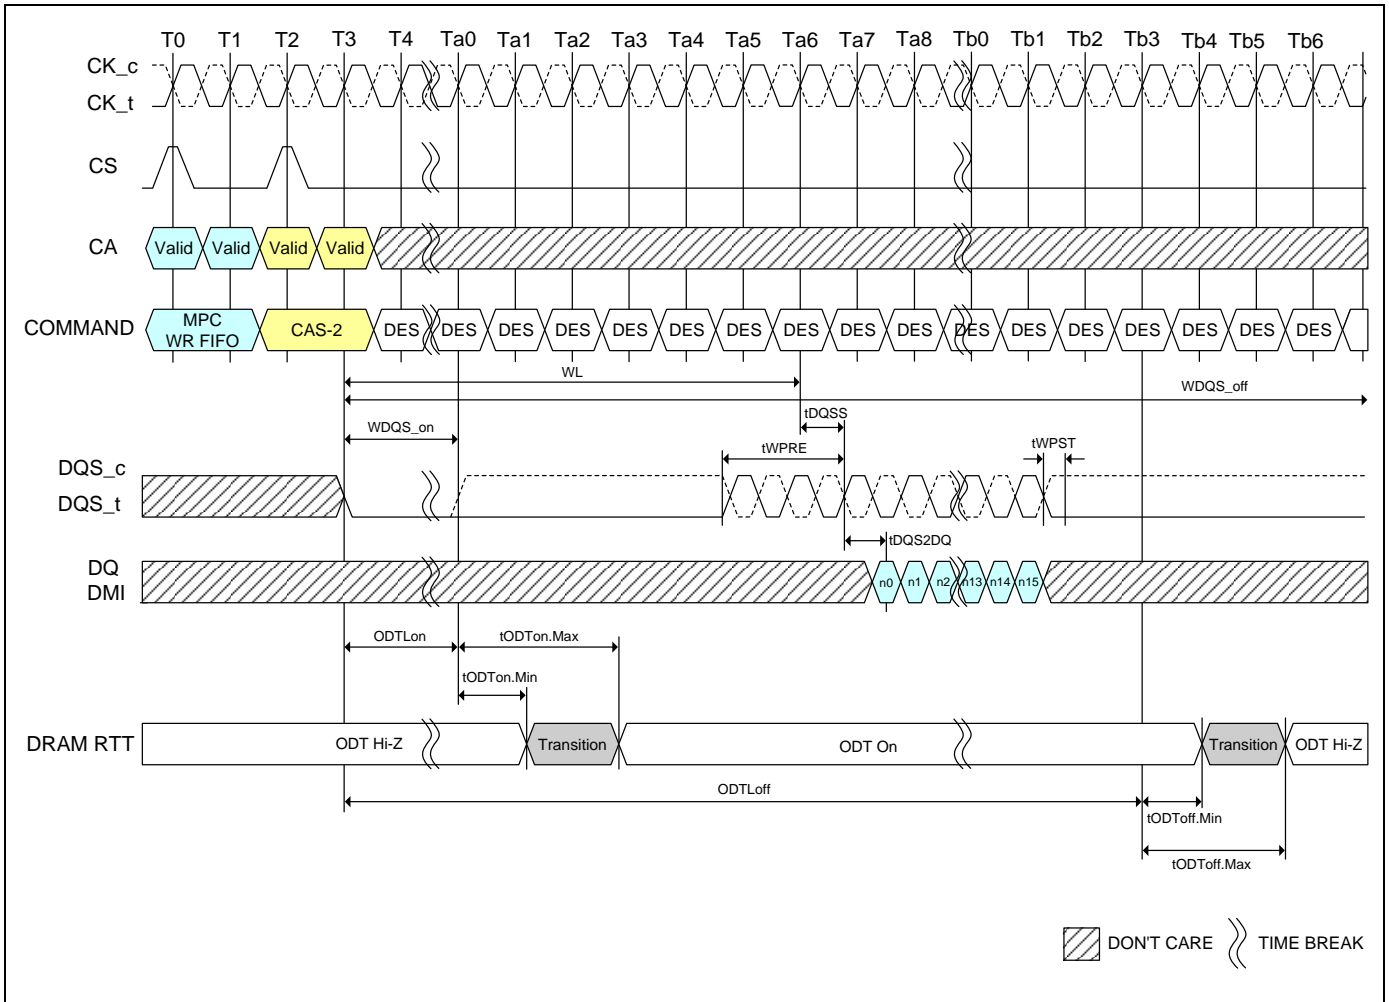 T0 T1 T2 T3 T4 Ta0 Ta1 Ta2 Ta3 Ta4 Ta5 Ta6 Ta7 Ta8 Tb0 Tb1 Tb2 Tb3 Tb4 Tb5 Tb6
CK_c
CK_t
CS
CA Valid Valid Valid Valid
COMMAND MPC WR FIFO CAS-2 DES DES DES DES DES DES DES DES DES DES DES DES DES DES DES DES DES
WL
WDQS_off
tDQSS
WDQS_on
tWPRE
tWPST
DQS_c
DQS_t
tDQS2DQ
DQ
DMI
n0 n1 n2 n13 n14 n15
ODTLon
tODTon.Max
tODTon.Min
DRAM RTT ODT Hi-Z Transition ODT On Transition ODT Hi-Z
ODTLoff
tODToff.Min
tODToff.Max
DON'T CARE
TIME BREAK